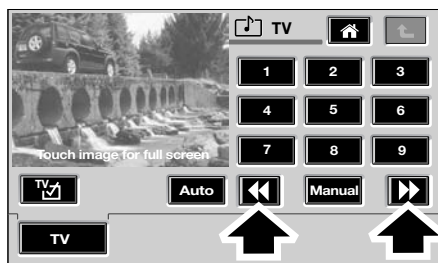 TV
1 2 3
4 5 6
7 8 9
Touch image for full screen
TV Auto Manual
TV